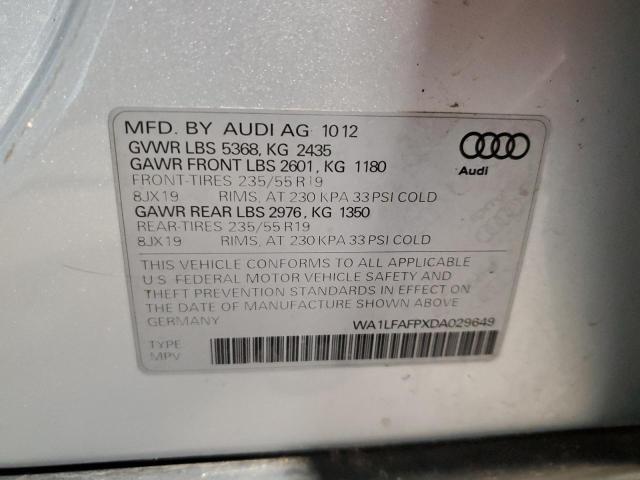 MFD. BY AUDI AG 1012
GVWR LBS 5368, KG 2435
GAWR FRONT LBS 2601, KG 1180
FRONT-TIRES 235/55 R19
8JX19 RIMS, AT 230 KPA 33 PSI COLD
GAWR REAR LBS 2976, KG 1350
REAR-TIRES 235/55 R19
8JX19 RIMS, AT 230 KPA 33 PSI COLD
Audi
THIS VEHICLE CONFORMS TO ALL APPLICABLE
U.S. FEDERAL MOTOR VEHICLE SAFETY AND
THEFT PREVENTION STANDARDS IN EFFECT ON
THE DATE OF MANUFACTURE SHOWN ABOVE.
GERMANY
WA1LFAFPXDA029649
TYPE
MPV